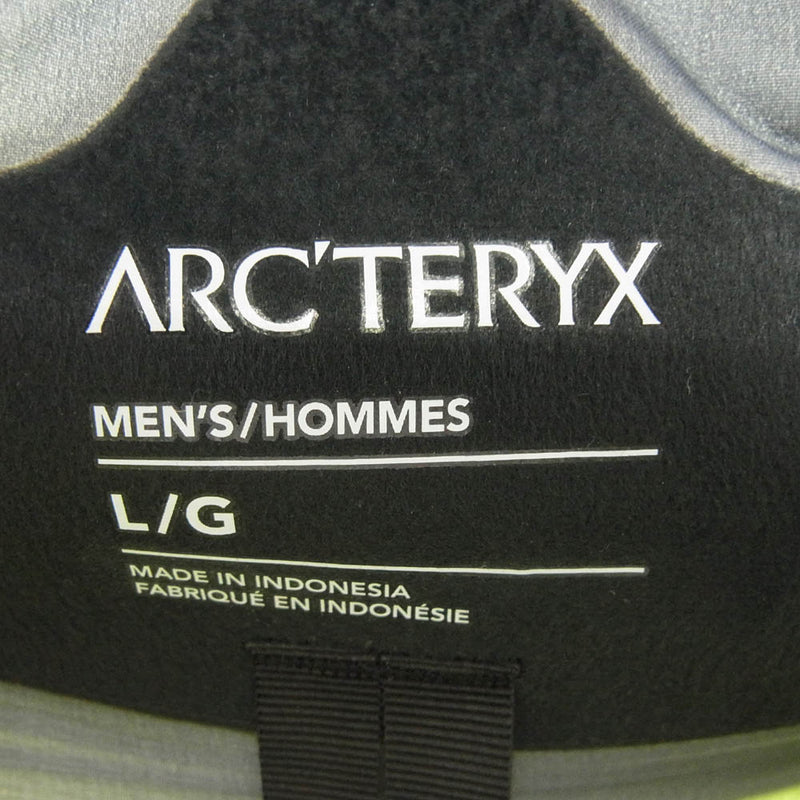 ARC'TERYX
MEN'S/HOMMES
L/G
MADE IN INDONESIA
FABRIQUÉ EN INDONÉSIE